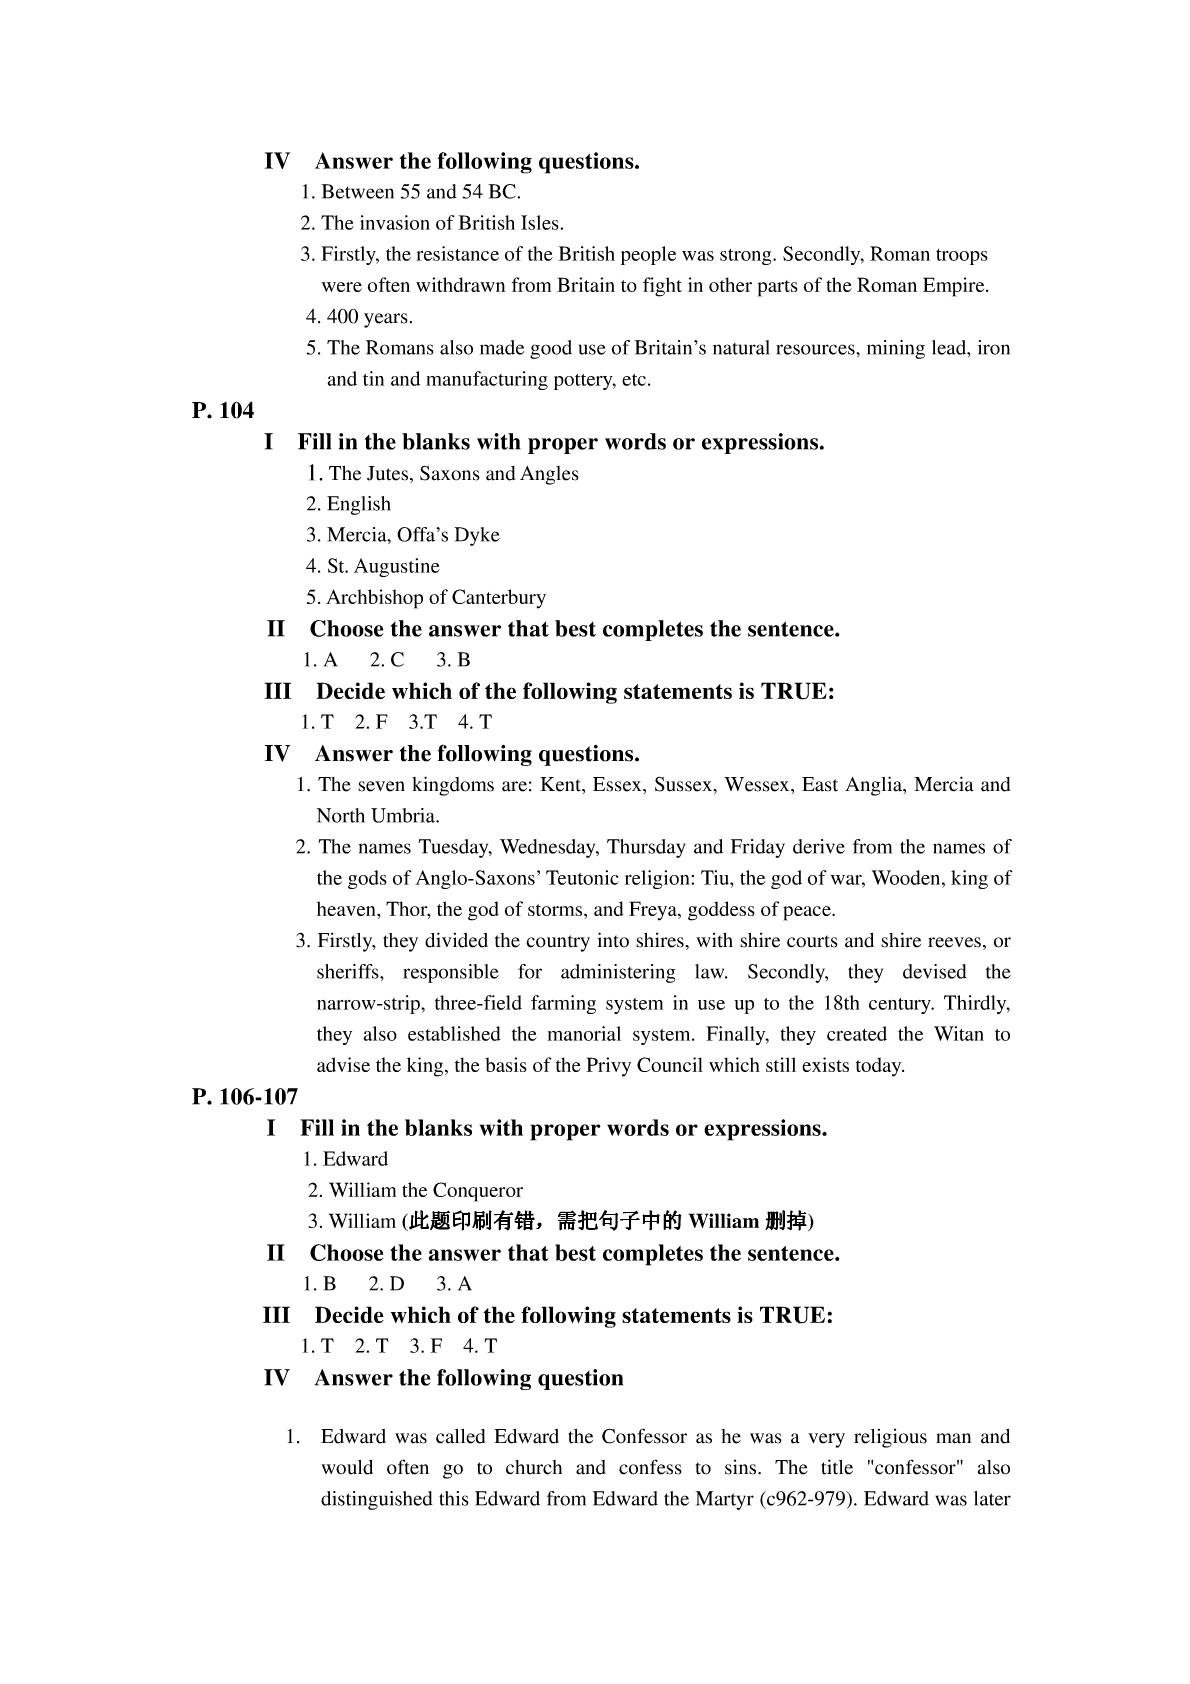 IV Answer the following questions.
1. Between 55 and 54 BC.
2. The invasion of British Isles.
3. Firstly, the resistance of the British people was strong. Secondly, Roman troops
were often withdrawn from Britain to fight in other parts of the Roman Empire.
4. 400 years.
5. The Romans also made good use of Britain’s natural resources, mining lead, iron
and tin and manufacturing pottery, etc.
P. 104
I Fill in the blanks with proper words or expressions.
1. The Jutes, Saxons and Angles
2. English
3. Mercia, Offa’s Dyke
4. St. Augustine
5. Archbishop of Canterbury
II Choose the answer that best completes the sentence.
1. A 2. C 3. B
III Decide which of the following statements is TRUE:
1. T 2. F 3.T 4. T
IV Answer the following questions.
1. The seven kingdoms are: Kent, Essex, Sussex, Wessex, East Anglia, Mercia and
North Umbria.
2. The names Tuesday, Wednesday, Thursday and Friday derive from the names of
the gods of Anglo-Saxons’ Teutonic religion: Tiu, the god of war, Wooden, king of
heaven, Thor, the god of storms, and Freya, goddess of peace.
3. Firstly, they divided the country into shires, with shire courts and shire reeves, or
sheriffs, responsible for administering law. Secondly, they devised the
narrow-strip, three-field farming system in use up to the 18th century. Thirdly,
they also established the manorial system. Finally, they created the Witan to
advise the king, the basis of the Privy Council which still exists today.
P. 106-107
I Fill in the blanks with proper words or expressions.
1. Edward
2. William the Conqueror
3. William (此题印刷有错，需把句子中的 William 删掉)
II Choose the answer that best completes the sentence.
1. B 2. D 3. A
III Decide which of the following statements is TRUE:
1. T 2. T 3. F 4. T
IV Answer the following question
1. Edward was called Edward the Confessor as he was a very religious man and
would often go to church and confess to sins. The title "confessor" also
distinguished this Edward from Edward the Martyr (c962-979). Edward was later